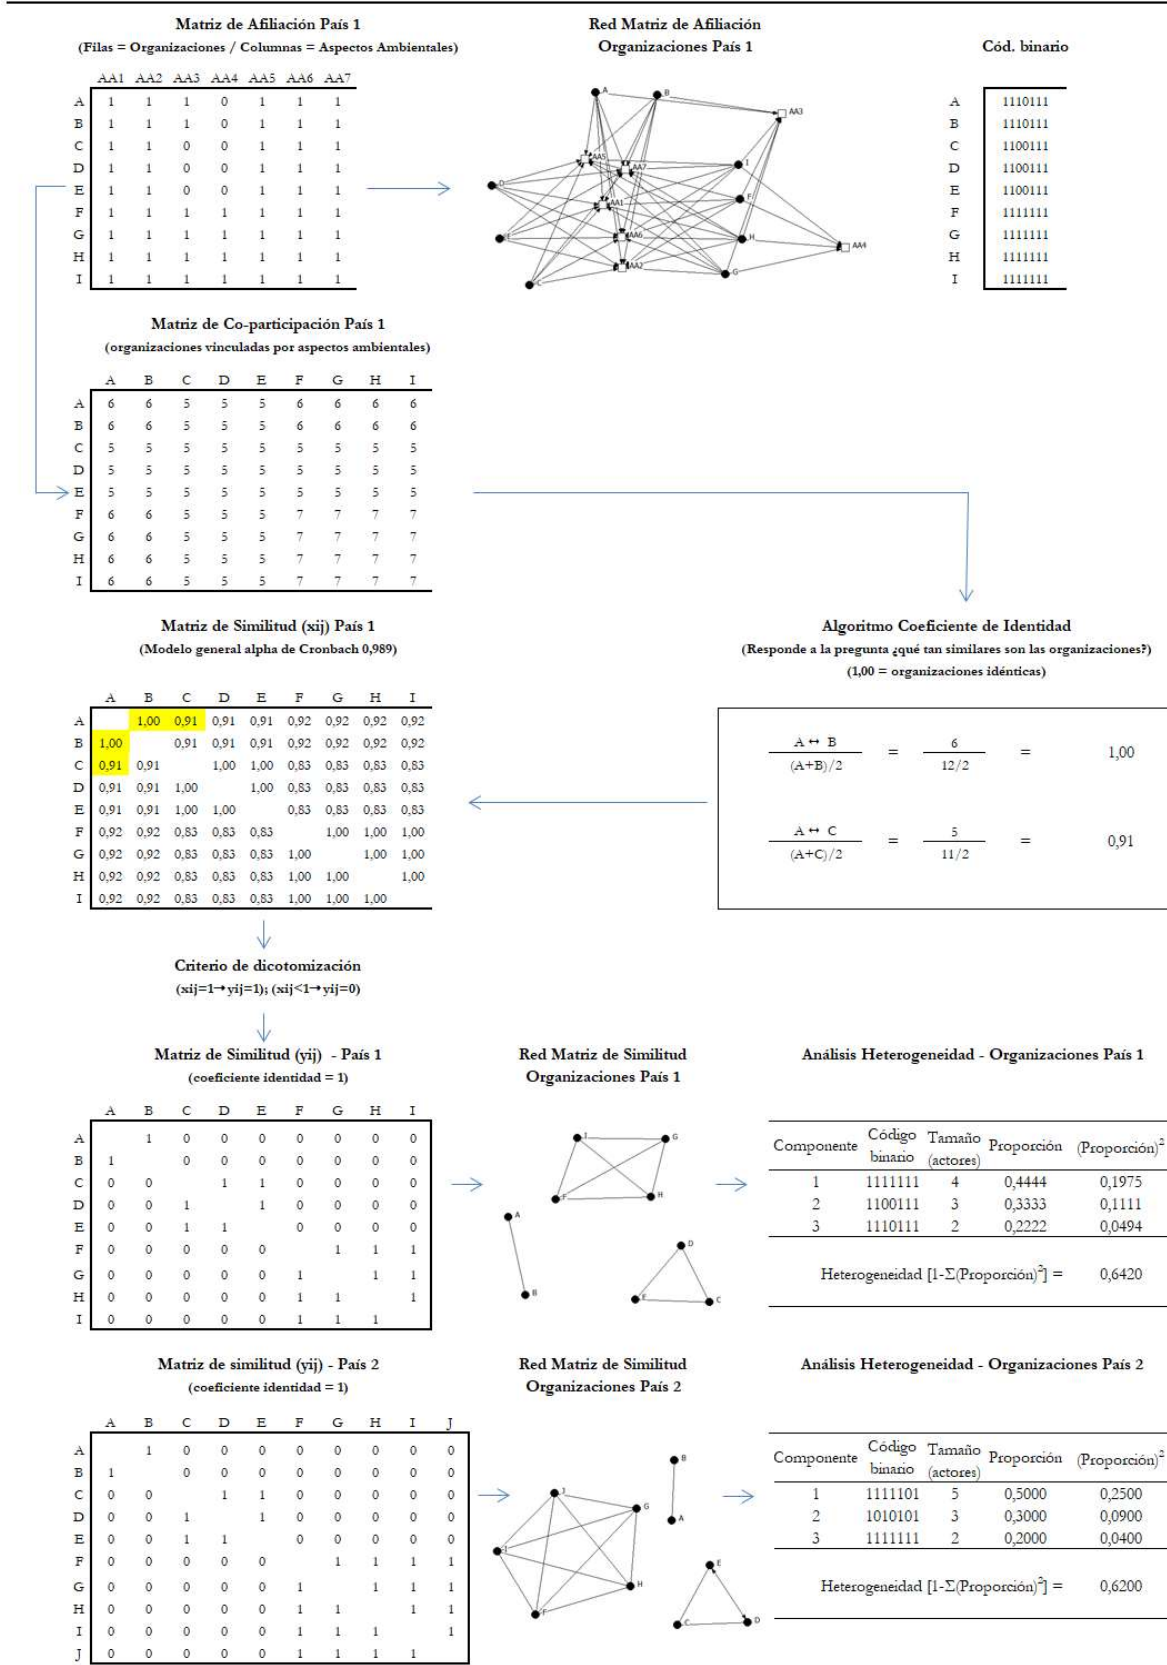 Matriz de Afiliación País 1
(Filas = Organizaciones / Columnas = Aspectos Ambientales)
AA1 AA2 AA3 AA4 AA5 AA6 AA7
A 1 1 1 0 1 1 1
B 1 1 1 0 1 1 1
C 1 1 0 0 1 1 1
D 1 1 0 0 1 1 1
E 1 1 0 0 1 1 1
F 1 1 1 1 1 1 1
G 1 1 1 1 1 1 1
H 1 1 1 1 1 1 1
I 1 1 1 1 1 1 1
Red Matriz de Afiliación
Organizaciones País 1
A
B
AA3
AA5
AA7
I
D
AA1
F
AA6
H
AA4
AA2
G
C
Cód. binario
A 1110111
B 1110111
C 1100111
D 1100111
E 1100111
F 1111111
G 1111111
H 1111111
I 1111111
Matriz de Co-participación País 1
(organizaciones vinculadas por aspectos ambientales)
A B C D E F G H I
A 6 6 5 5 5 6 6 6 6
B 6 6 5 5 5 6 6 6 6
C 5 5 5 5 5 5 5 5 5
D 5 5 5 5 5 5 5 5 5
E 5 5 5 5 5 5 5 5 5
F 6 6 5 5 5 7 7 7 7
G 6 6 5 5 5 7 7 7 7
H 6 6 5 5 5 7 7 7 7
I 6 6 5 5 5 7 7 7 7
Matriz de Similitud (xij) País 1
(Modelo general alpha de Cronbach 0,989)
A B C D E F G H I
A 1,00 0,91 0,91 0,91 0,92 0,92 0,92 0,92
B 1,00 0,91 0,91 0,91 0,92 0,92 0,92 0,92
C 0,91 0,91 1,00 1,00 0,83 0,83 0,83 0,83
D 0,91 0,91 1,00 1,00 0,83 0,83 0,83 0,83
E 0,91 0,91 1,00 1,00 0,83 0,83 0,83 0,83
F 0,92 0,92 0,83 0,83 0,83 1,00 1,00 1,00
G 0,92 0,92 0,83 0,83 0,83 1,00 1,00 1,00
H 0,92 0,92 0,83 0,83 0,83 1,00 1,00 1,00
I 0,92 0,92 0,83 0,83 0,83 1,00 1,00 1,00
Algoritmo Coeficiente de Identidad
(Responde a la pregunta ¿qué tan similares son las organizaciones?)
(1,00 = organizaciones idénticas)
A ↔ B
(A+B)/2
=
6
12/2
=
1,00
A ↔ C
(A+C)/2
=
5
11/2
=
0,91
Criterio de dicotomización
(xij=1→yij=1); (xij<1→yij=0)
Matriz de Similitud (yij) - País 1
(coeficiente identidad = 1)
A B C D E F G H I
A 1 0 0 0 0 0 0 0
B 1 0 0 0 0 0 0 0
C 0 0 1 1 0 0 0 0
D 0 0 1 1 0 0 0 0
E 0 0 1 1 0 0 0 0
F 0 0 0 0 0 1 1 1
G 0 0 0 0 0 1 1 1
H 0 0 0 0 0 1 1 1
I 0 0 0 0 0 1 1 1
Red Matriz de Similitud
Organizaciones País 1
I
G
F
H
A
B
D
E
C
Análisis Heterogeneidad - Organizaciones País 1
Componente Código binario Tamaño (actores) Proporción (Proporción)²
1 1111111 4 0,4444 0,1975
2 1100111 3 0,3333 0,1111
3 1110111 2 0,2222 0,0494
Heterogeneidad [1-Σ(Proporción)²] = 0,6420
Matriz de similitud (yij) - País 2
(coeficiente identidad = 1)
A B C D E F G H I J
A 1 0 0 0 0 0 0 0 0
B 1 0 0 0 0 0 0 0 0
C 0 0 1 1 0 0 0 0 0
D 0 0 1 1 0 0 0 0 0
E 0 0 1 1 0 0 0 0 0
F 0 0 0 0 0 1 1 1 1
G 0 0 0 0 0 1 1 1 1
H 0 0 0 0 0 1 1 1 1
I 0 0 0 0 0 1 1 1 1
J 0 0 0 0 0 1 1 1 1
Red Matriz de Similitud
Organizaciones País 2
B
J
G
A
I
H
F
E
C
D
Análisis Heterogeneidad - Organizaciones País 2
Componente Código binario Tamaño (actores) Proporción (Proporción)²
1 1111101 5 0,5000 0,2500
2 1010101 3 0,3000 0,0900
3 1111111 2 0,2000 0,0400
Heterogeneidad [1-Σ(Proporción)²] = 0,6200